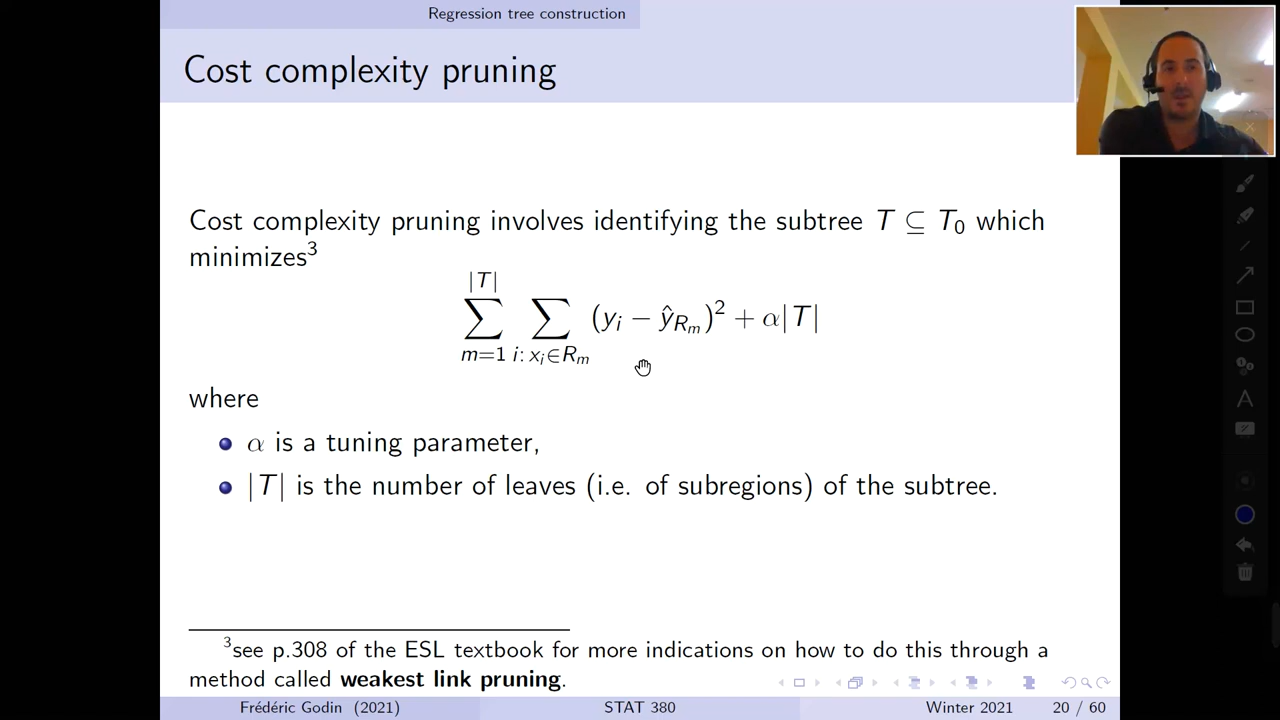 Regression tree construction
Cost complexity pruning
Cost complexity pruning involves identifying the subtree T ⊆ T₀ which
minimizes³
|T|
∑ ∑ (yᵢ − ŷ_{R_m})² + α|T|
m=1 i: xᵢ∈R_m
where
α is a tuning parameter,
|T| is the number of leaves (i.e. of subregions) of the subtree.
³see p.308 of the ESL textbook for more indications on how to do this through a
method called weakest link pruning.
Frédéric Godin (2021) STAT 380 Winter 2021 20 / 60